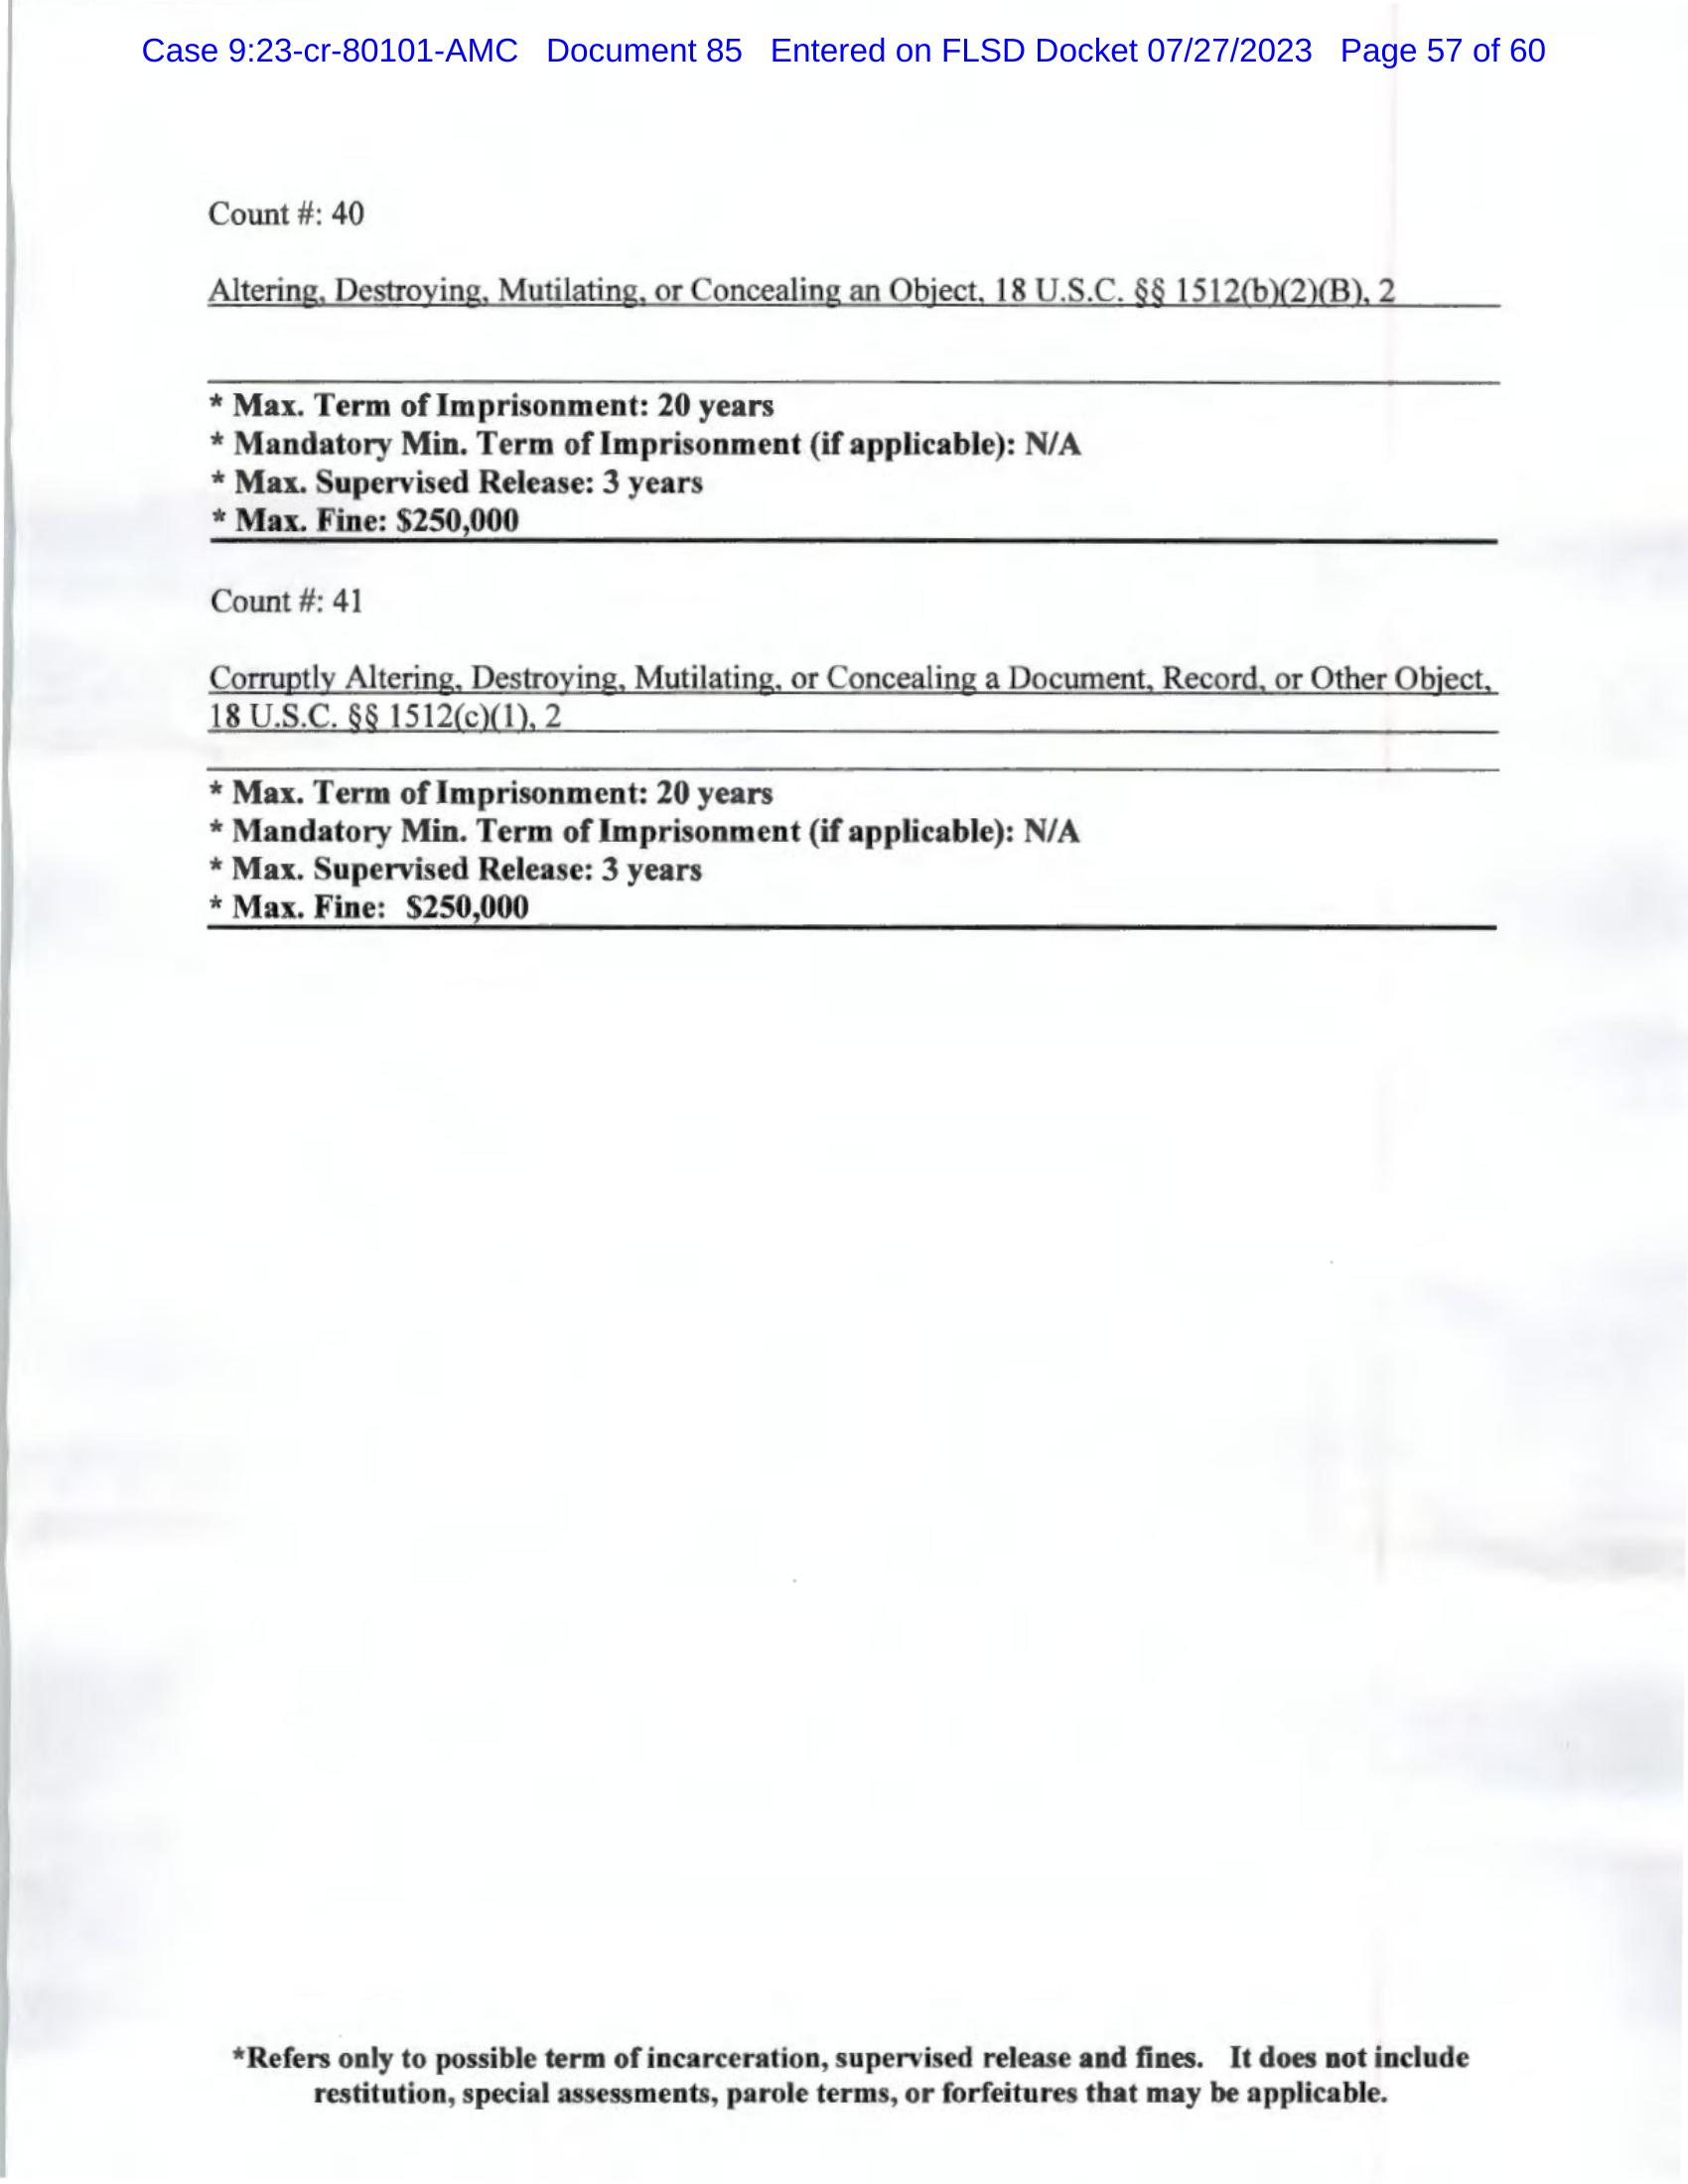 Case 9:23-cr-80101-AMC Document 85 Entered on FLSD Docket 07/27/2023 Page 57 of 60
Count #: 40
Altering, Destroying, Mutilating, or Concealing an Object, 18 U.S.C. §§ 1512(b)(2)(B), 2
* Max. Term of Imprisonment: 20 years
* Mandatory Min. Term of Imprisonment (if applicable): N/A
* Max. Supervised Release: 3 years
* Max. Fine: $250,000
Count #: 41
Corruptly Altering, Destroying, Mutilating, or Concealing a Document, Record, or Other Object,
18 U.S.C. §§ 1512(c)(1), 2
* Max. Term of Imprisonment: 20 years
* Mandatory Min. Term of Imprisonment (if applicable): N/A
* Max. Supervised Release: 3 years
* Max. Fine: $250,000
*Refers only to possible term of incarceration, supervised release and fines. It does not include
restitution, special assessments, parole terms, or forfeitures that may be applicable.